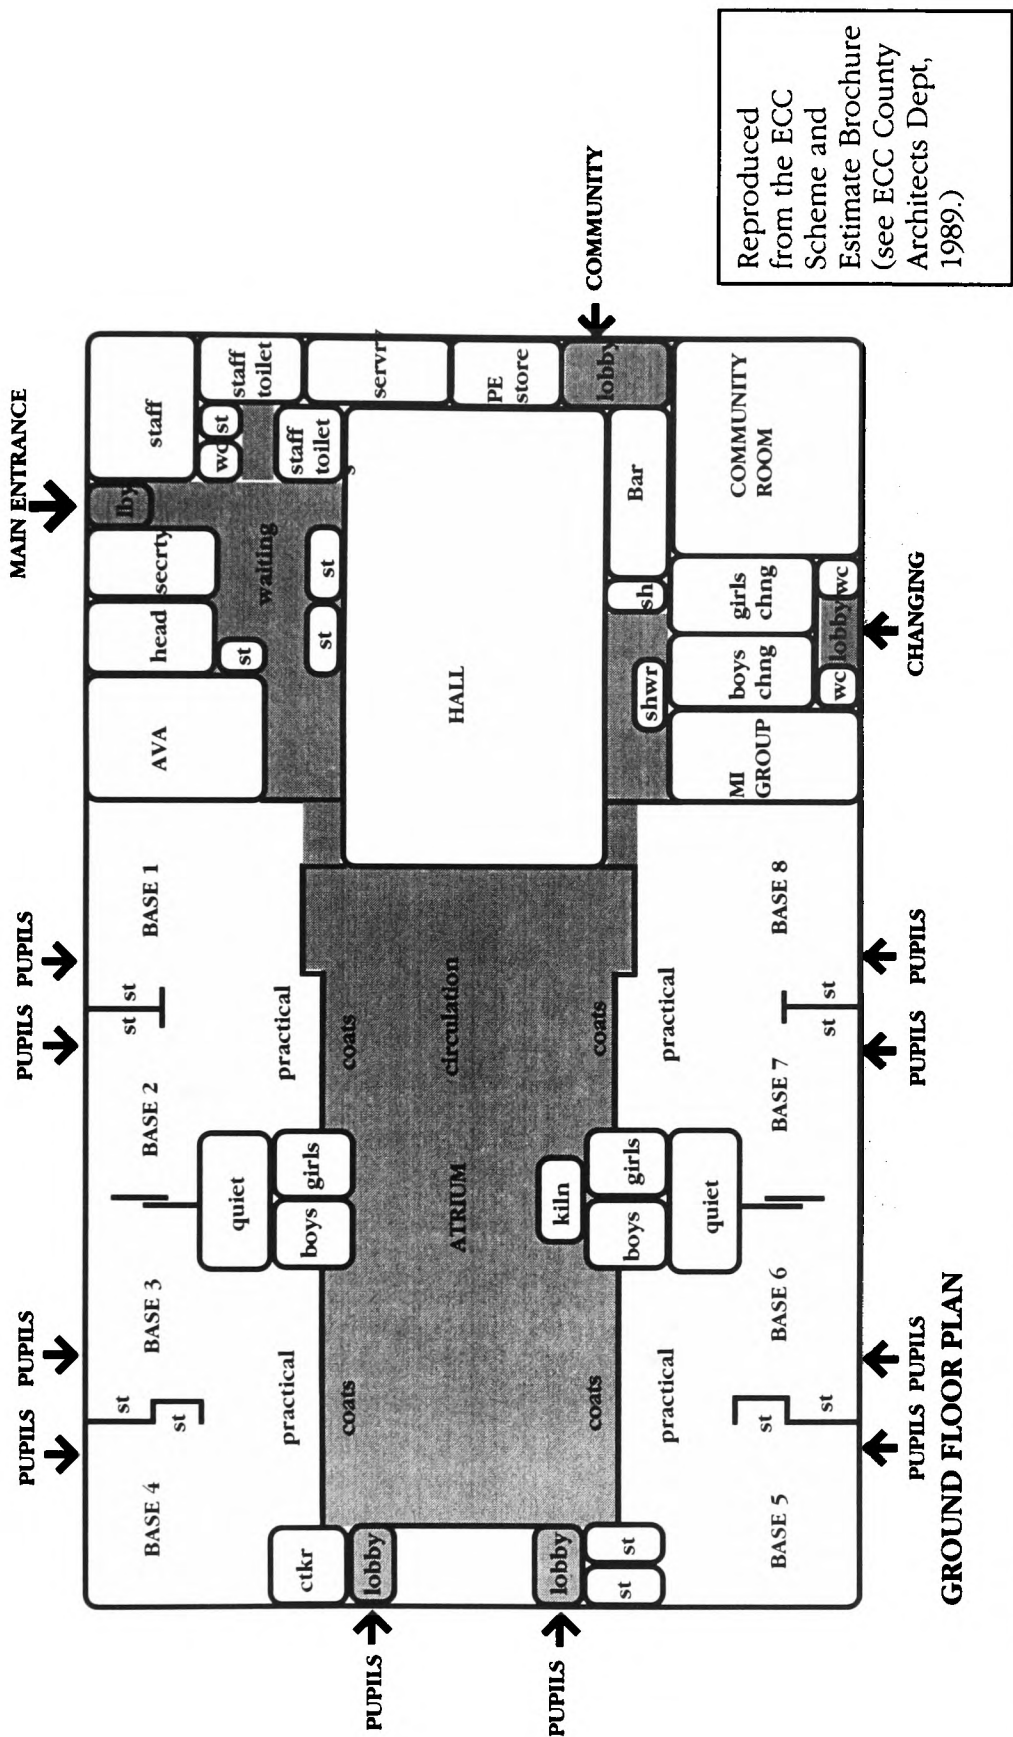 MAIN ENTRANCE
PUPILS
PUPILS
PUPILS
PUPILS
BASE 4
st
st
BASE 3
BASE 2
st
st
BASE 1
AVA
head
secrty
lby
staff
st
wc
st
staff
toilet
staff
toilet
s
waiting
st
st
servry
PE
store
lobby
COMMUNITY
practical
quiet
boys
girls
practical
ctkr
lobby
PUPILS
coats
coats
ATRIUM
circulation
HALL
kiln
lobby
PUPILS
coats
coats
st
st
boys
girls
quiet
practical
practical
shwr
sh
Bar
BASE 5
st
st
BASE 6
BASE 7
st
st
BASE 8
MI
GROUP
boys
chng
girls
chng
wc
lobby
wc
COMMUNITY
ROOM
PUPILS
PUPILS
PUPILS
PUPILS
CHANGING
GROUND FLOOR PLAN
Reproduced
from the ECC
Scheme and
Estimate Brochure
(see ECC County
Architects Dept,
1989.)